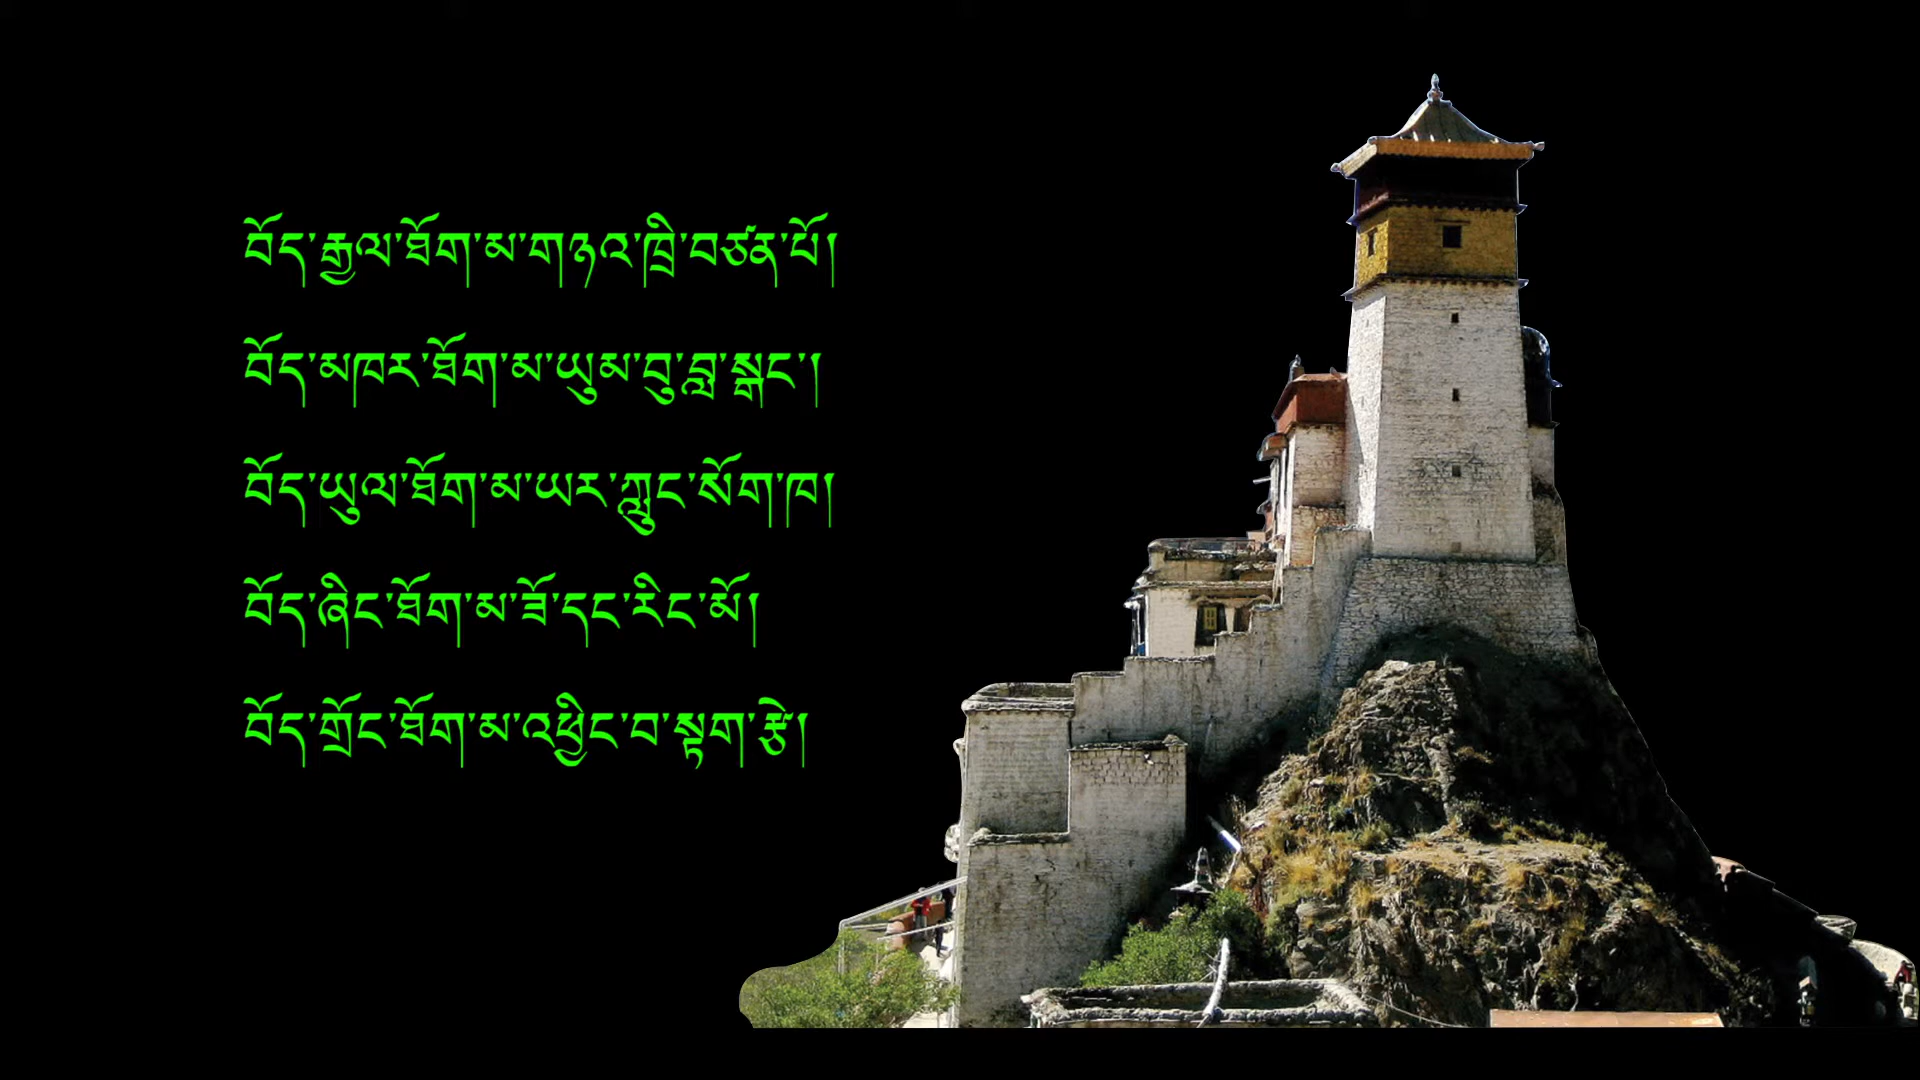 བོད་རྒྱལ་ཐོག་མ་གཉའ་ཁྲི་བཙན་པོ།
བོད་མཁར་ཐོག་མ་ཡུམ་བུ་བླ་སྒང་།
བོད་ཡུལ་ཐོག་མ་ཡར་ཀླུང་སོག་ཁ།
བོད་ཞིང་ཐོག་མ་ཟོ་དང་རིང་མོ།
བོད་གྲོང་ཐོག་མ་འཕྱིང་བ་སྟག་རྩེ།